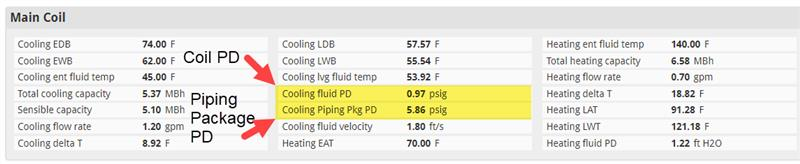 Main Coil
Cooling EDB 74.00 F Cooling LDB 57.57 F Heating ent fluid temp 140.00 F
Cooling EWB 62.00 F Coil PD Cooling LWB 55.54 F Total heating capacity 6.58 MBh
Cooling ent fluid temp 45.00 F Cooling lvg fluid temp 53.92 F Heating flow rate 0.70 gpm
Total cooling capacity 5.37 MBh Piping Cooling fluid PD 0.97 psig Heating delta T 18.82 F
Sensible capacity 5.10 MBh Package Cooling Piping Pkg PD 5.86 psig Heating LAT 91.28 F
Cooling flow rate 1.20 gpm PD Cooling fluid velocity 1.80 ft/s Heating LWT 121.18 F
Cooling delta T 8.92 F Heating EAT 70.00 F Heating fluid PD 1.22 ft H2O